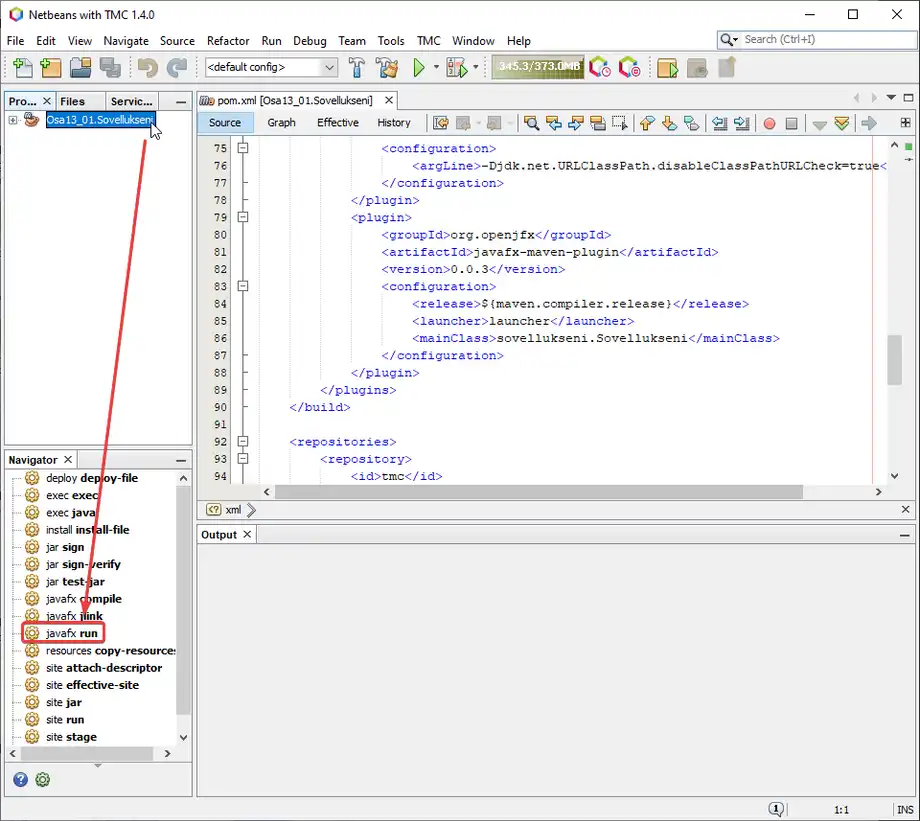 Netbeans with TMC 1.4.0
File Edit View Navigate Source Refactor Run Debug Team Tools TMC Window Help
Search (Ctrl+I)
<default config>
345.3/373.0MB
Pro... Files Servic...
Osa13_01.Sovellukseni
pom.xml [Osa13_01.Sovellukseni]
Source Graph Effective History
75 <configuration>
76 <argLine>-Djdk.net.URLClassPath.disableClassPathURLCheck=true<
77 </configuration>
78 </plugin>
79 <plugin>
80 <groupId>org.openjfx</groupId>
81 <artifactId>javafx-maven-plugin</artifactId>
82 <version>0.0.3</version>
83 <configuration>
84 <release>${maven.compiler.release}</release>
85 <launcher>launcher</launcher>
86 <mainClass>sovellukseni.Sovellukseni</mainClass>
87 </configuration>
88 </plugin>
89 </plugins>
90 </build>
91
92 <repositories>
93 <repository>
94 <id>tmc</id>
xml
Navigator
deploy deploy-file
exec exec
exec java
install install-file
jar sign
jar sign-verify
jar test-jar
javafx compile
javafx jlink
javafx run
resources copy-resources
site attach-descriptor
site effective-site
site jar
site run
site stage
Output
1
1:1
INS